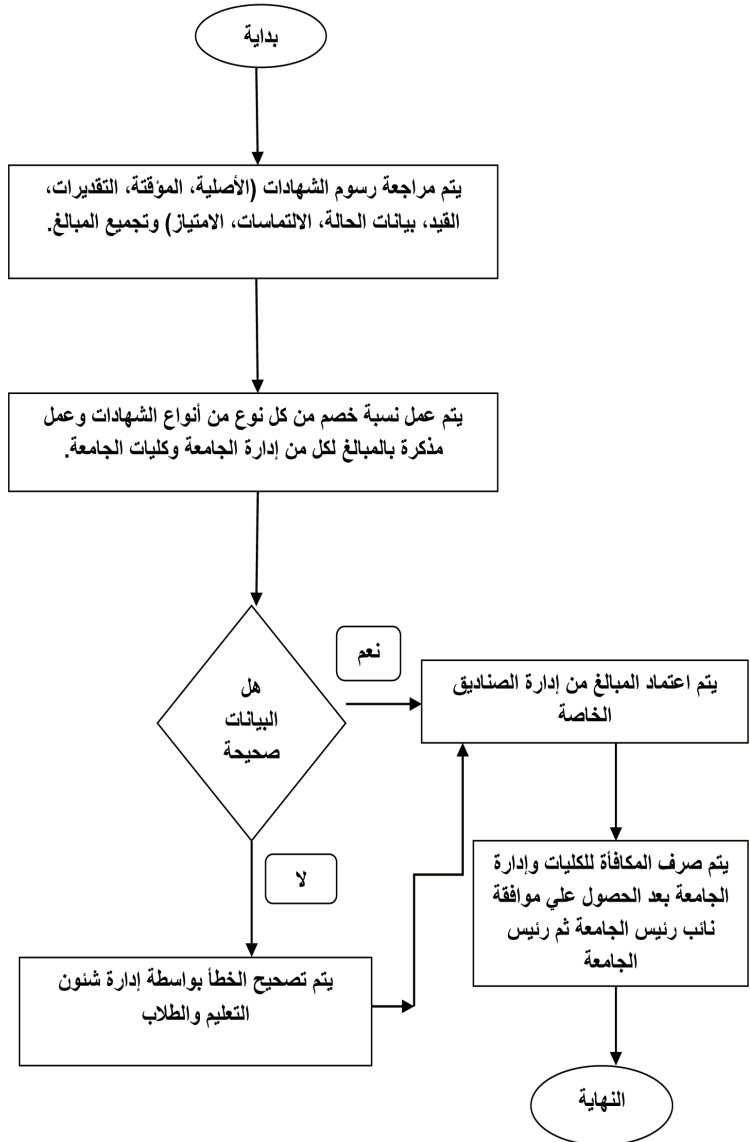 بداية
يتم مراجعة رسوم الشهادات (الأصلية، المؤقتة، التقديرات،
القيد، بيانات الحالة، الالتماسات، الامتياز) وتجميع المبالغ.
يتم عمل نسبة خصم من كل نوع من أنواع الشهادات وعمل
مذكرة بالمبالغ لكل من إدارة الجامعة وكليات الجامعة.
هل
البيانات
صحيحة
نعم
يتم اعتماد المبالغ من إدارة الصناديق
الخاصة
لا
يتم تصحيح الخطأ بواسطة إدارة شئون
التعليم والطلاب
يتم صرف المكافأة للكليات وإدارة
الجامعة بعد الحصول علي موافقة
نائب رئيس الجامعة ثم رئيس
الجامعة
النهاية